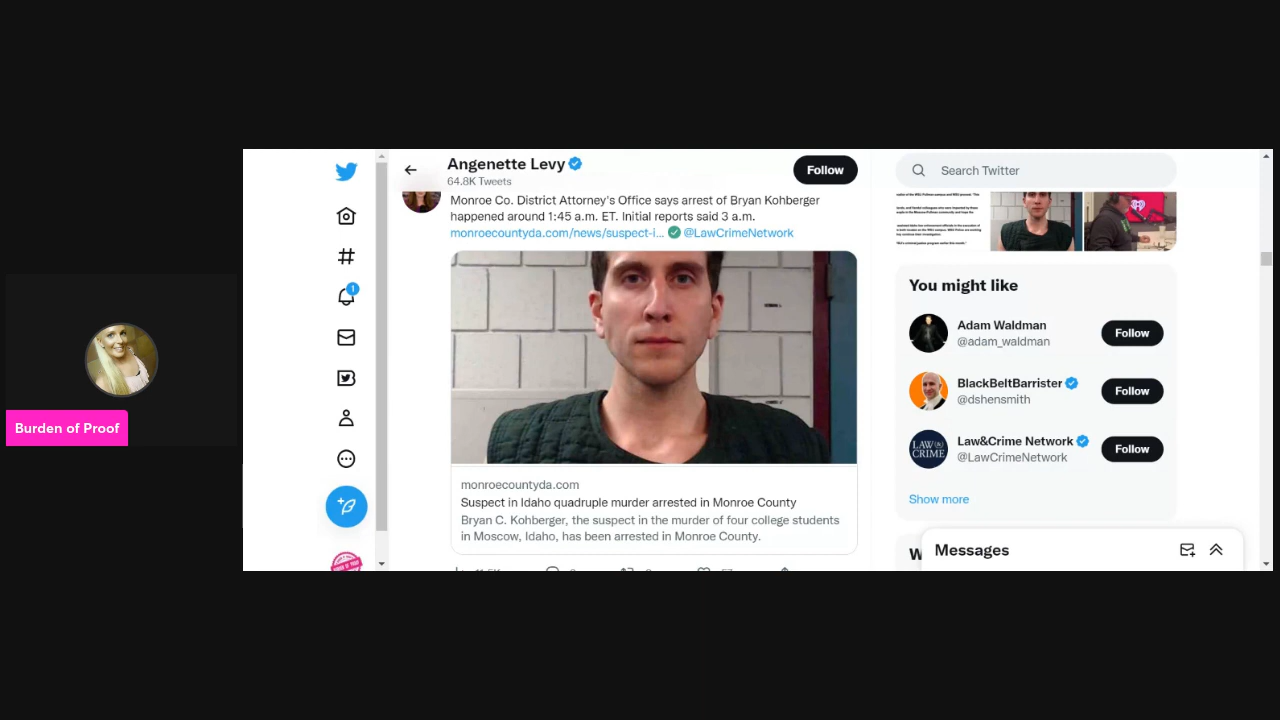 Burden of Proof
1
Angenette Levy
64.8K Tweets
Follow
Monroe Co. District Attorney's Office says arrest of Bryan Kohberger
happened around 1:45 a.m. ET. Initial reports said 3 a.m.
monroecountyda.com/news/suspect-i... @LawCrimeNetwork
monroecountyda.com
Suspect in Idaho quadruple murder arrested in Monroe County
Bryan C. Kohberger, the suspect in the murder of four college students
in Moscow, Idaho, has been arrested in Monroe County.
Search Twitter
You might like
Adam Waldman
@adam_waldman
Follow
BlackBeltBarrister
@dshensmith
Follow
LAW& CRIME
Law&Crime Network
@LawCrimeNetwork
Follow
Show more
W
Messages